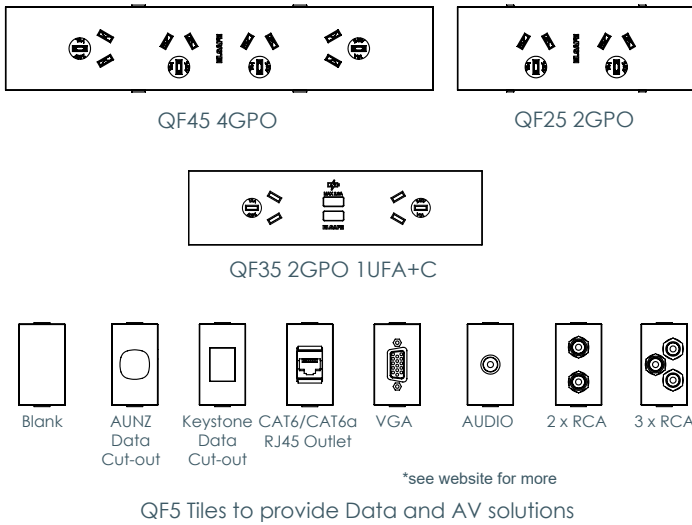 QF45 4GPO
QF25 2GPO
QF35 2GPO 1UFA+C
Blank
AUNZ
Data
Cut-out
Keystone
Data
Cut-out
CAT6/CAT6a
RJ45 Outlet
VGA
AUDIO
2 x RCA
3 x RCA
*see website for more
QF5 Tiles to provide Data and AV solutions